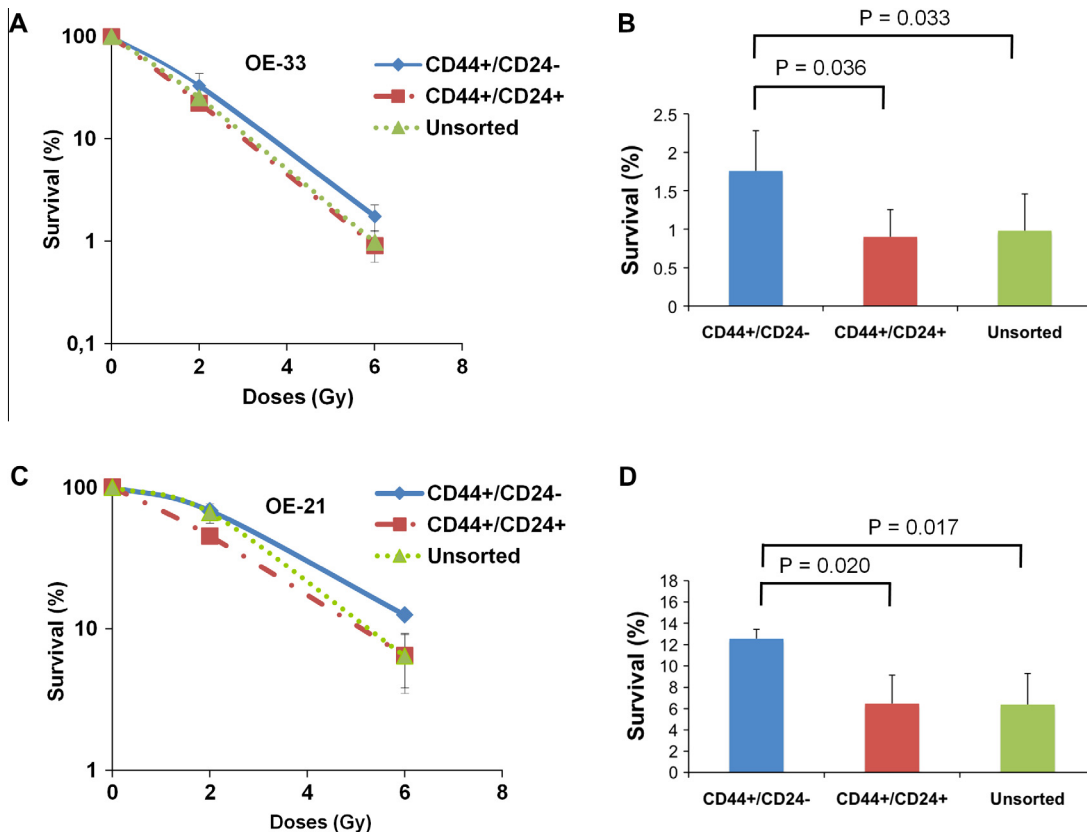 A
100
10
1
0,1
Survival (%)
OE-33
CD44+/CD24-
CD44+/CD24+
Unsorted
0
2
4
6
8
Doses (Gy)
B
P = 0.033
P = 0.036
2.5
2
1.5
1
0.5
0
Survival (%)
CD44+/CD24-
CD44+/CD24+
Unsorted
C
100
10
1
Survival (%)
OE-21
CD44+/CD24-
CD44+/CD24+
Unsorted
0
2
4
6
8
Doses (Gy)
D
P = 0.017
P = 0.020
18
16
14
12
10
8
6
4
2
0
Survival (%)
CD44+/CD24-
CD44+/CD24+
Unsorted